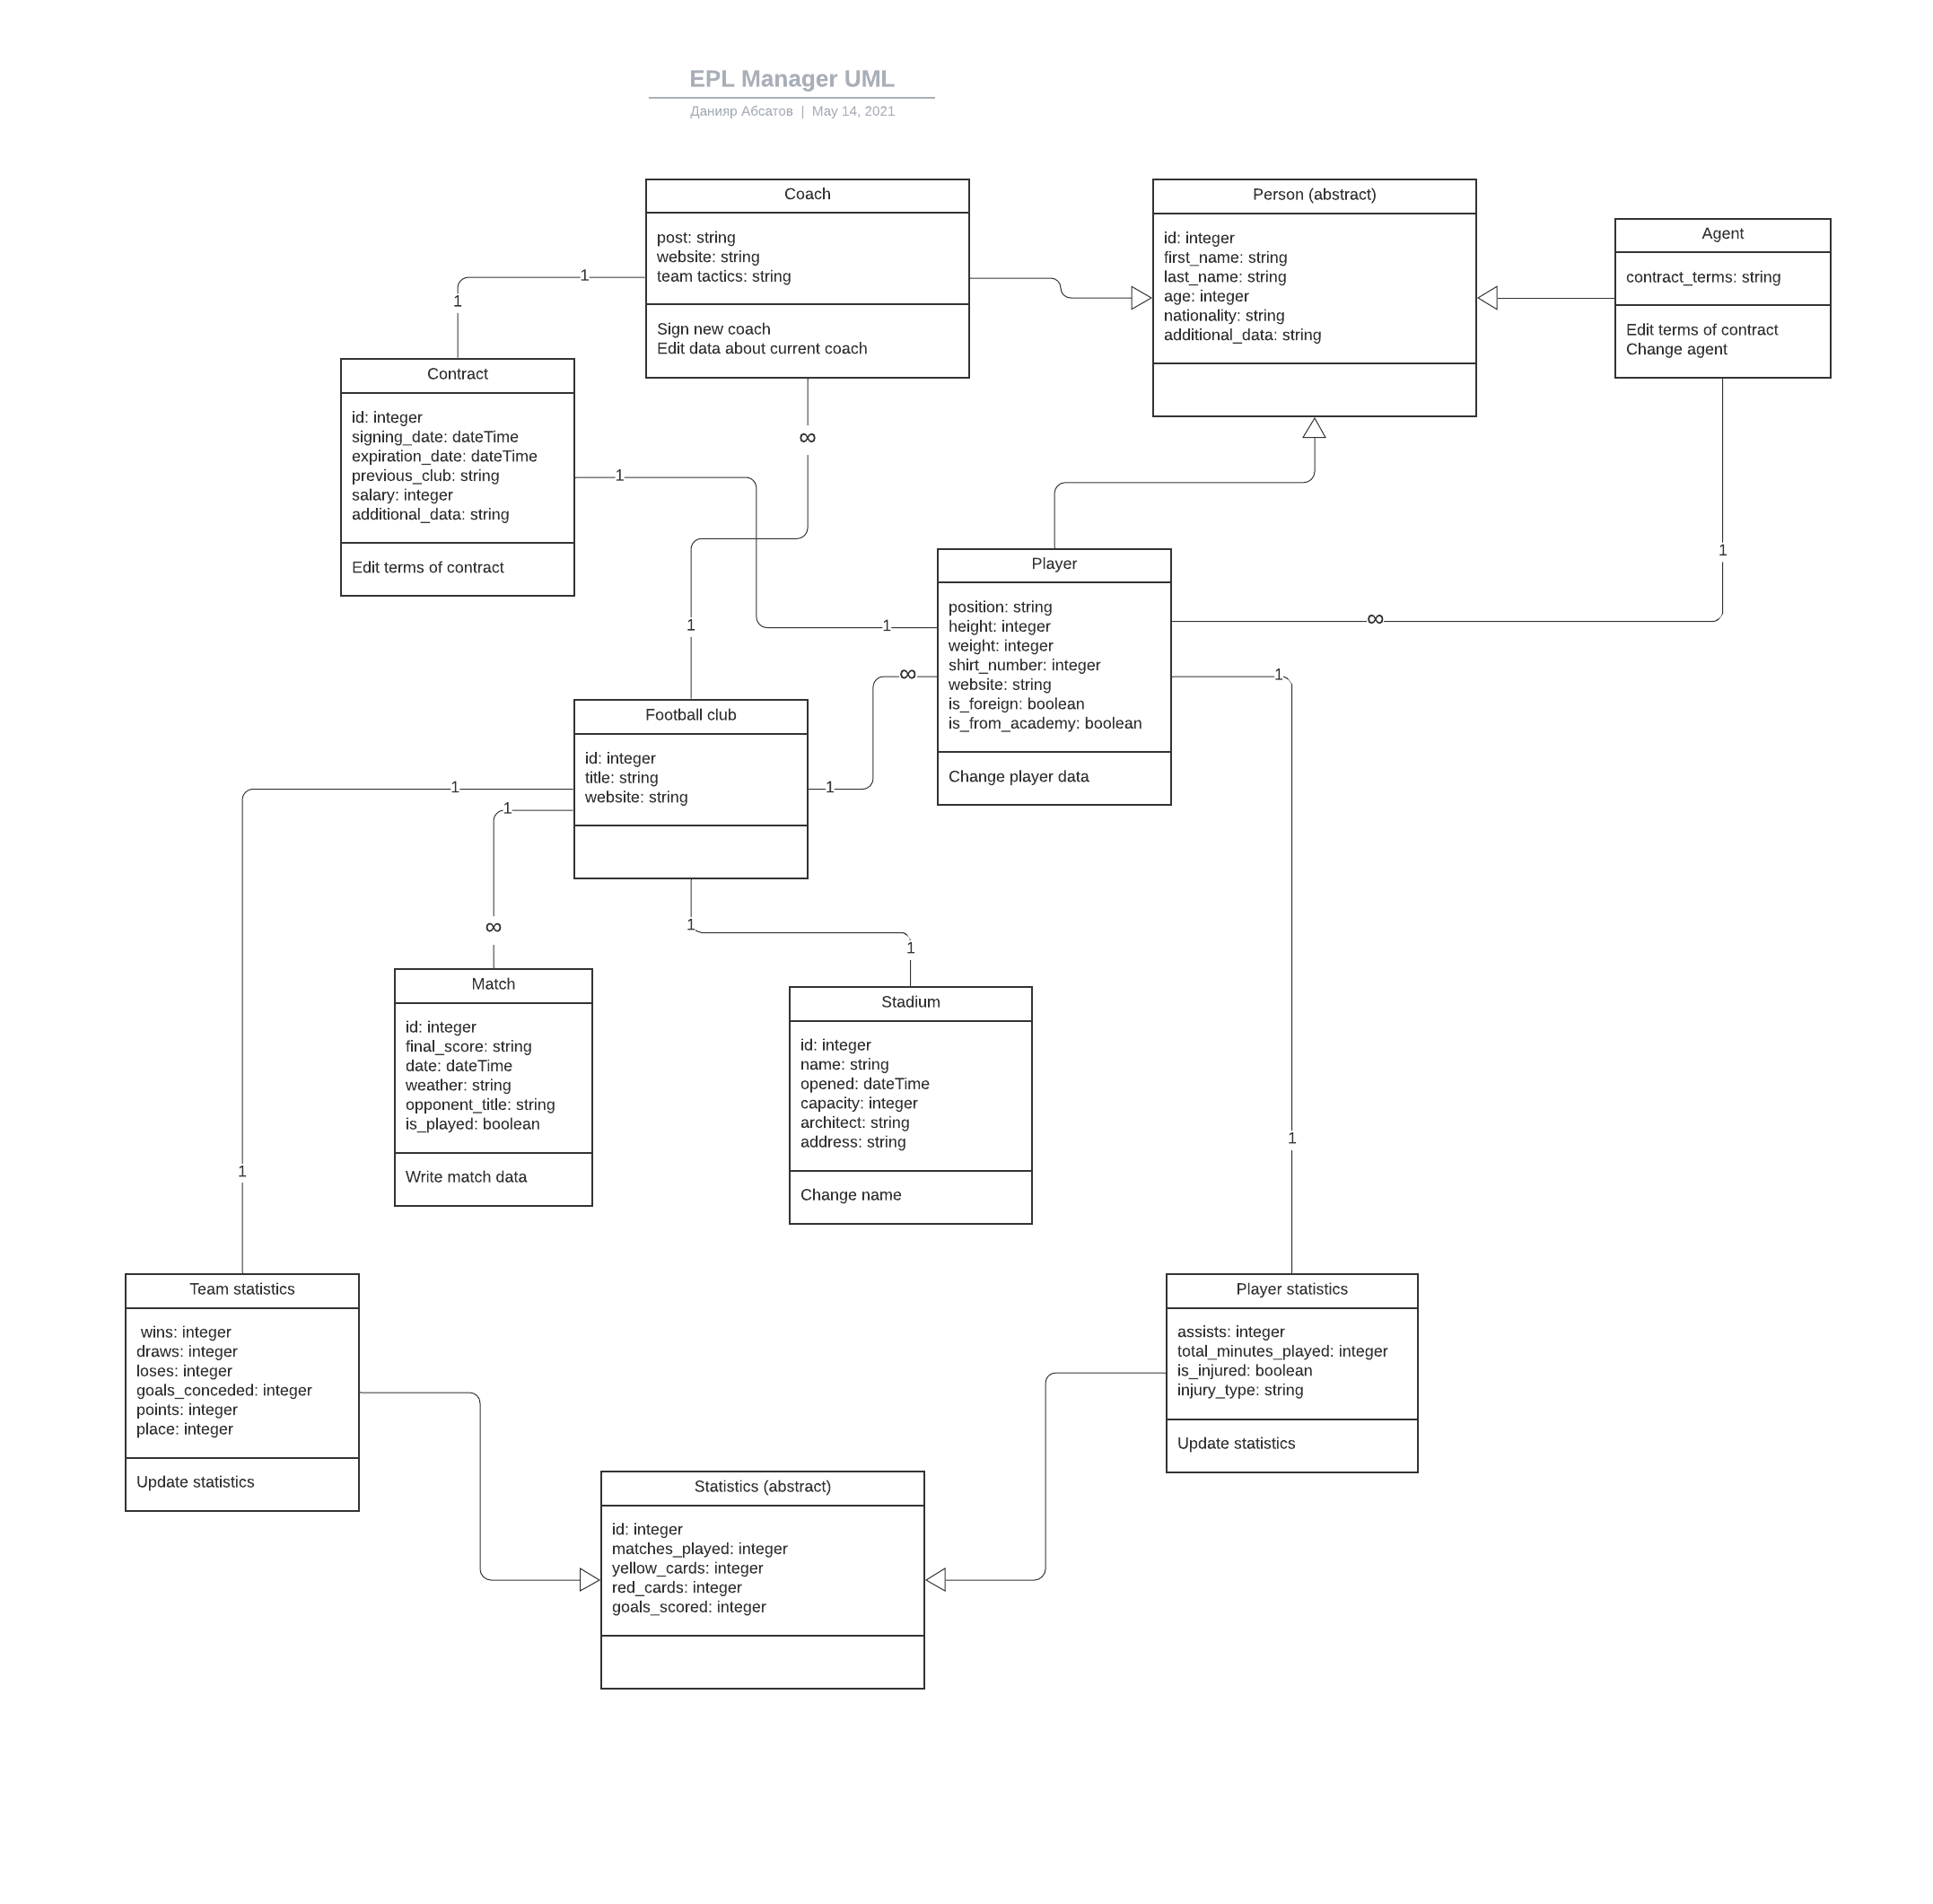 EPL Manager UML
Данияр Абсатов | May 14, 2021
Coach
post: string
website: string
team tactics: string
Sign new coach
Edit data about current coach
Person (abstract)
id: integer
first_name: string
last_name: string
age: integer
nationality: string
additional_data: string
Agent
contract_terms: string
Edit terms of contract
Change agent
1
1
Contract
id: integer
signing_date: dateTime
expiration_date: dateTime
previous_club: string
salary: integer
additional_data: string
Edit terms of contract
∞
1
1
1
Player
position: string
height: integer
weight: integer
shirt_number: integer
website: string
is_foreign: boolean
is_from_academy: boolean
Change player data
1
∞
∞
1
Football club
id: integer
title: string
website: string
1
1
1
∞
1
1
Match
id: integer
final_score: string
date: dateTime
weather: string
opponent_title: string
is_played: boolean
Write match data
Stadium
id: integer
name: string
opened: dateTime
capacity: integer
architect: string
address: string
Change name
1
1
Team statistics
wins: integer
draws: integer
loses: integer
goals_conceded: integer
points: integer
place: integer
Update statistics
Player statistics
assists: integer
total_minutes_played: integer
is_injured: boolean
injury_type: string
Update statistics
Statistics (abstract)
id: integer
matches_played: integer
yellow_cards: integer
red_cards: integer
goals_scored: integer